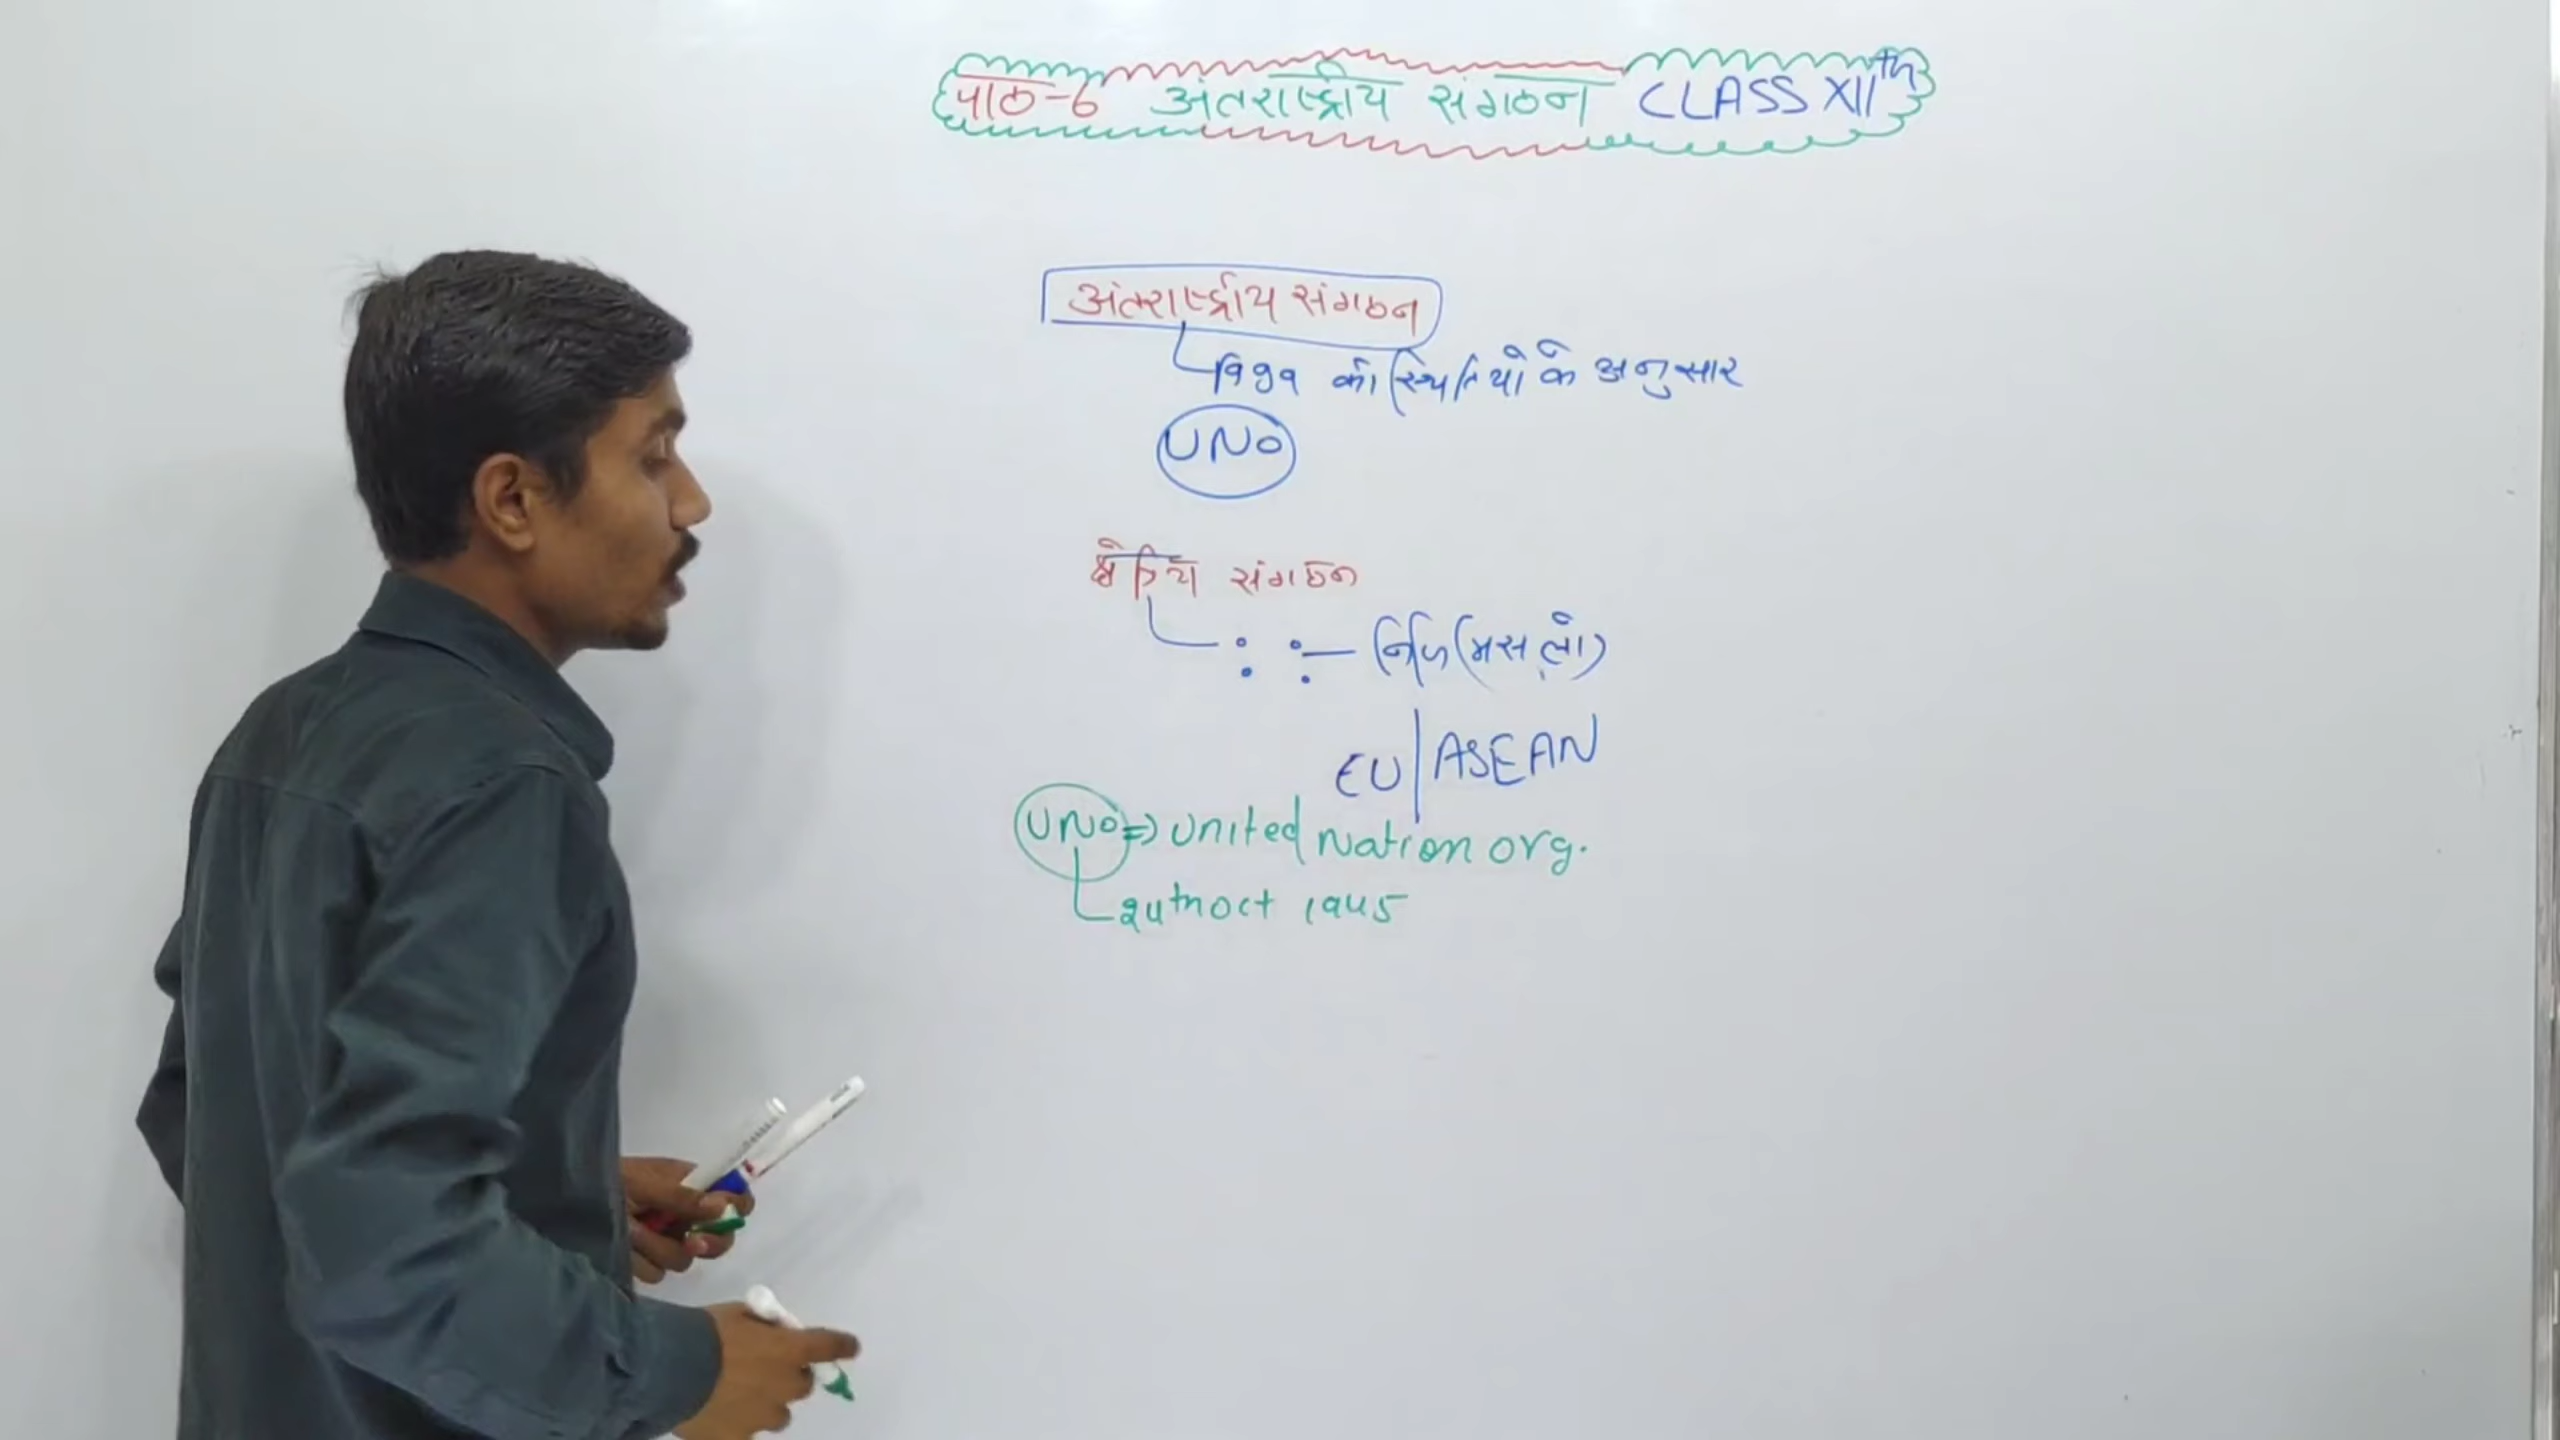 पाठ-6 अंतराष्ट्रीय संगठन CLASS XIIth
अंतराष्ट्रीय संगठन
विश्व की स्थितियों के अनुसार
UNO
क्षेत्रिय संगठन
निजि (मसलो)
EU | ASEAN
UNO => United Nation org.
24th oct 1945